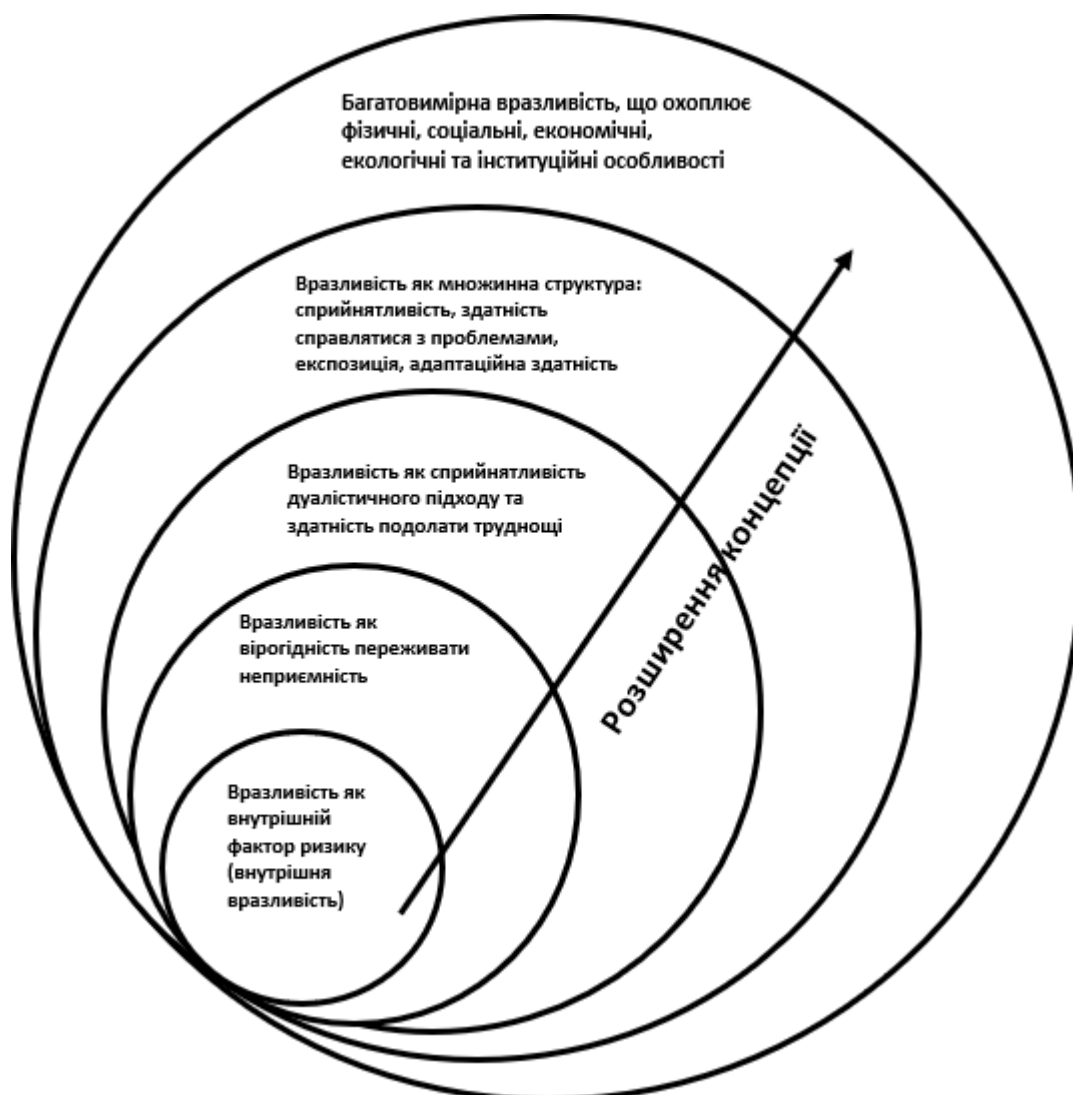 Багатовимірна вразливість, що охоплює
фізичні, соціальні, економічні,
екологічні та інституційні особливості
Вразливість як множинна структура:
сприйнятливість, здатність
справлятися з проблемами,
експозиція, адаптаційна здатність
Вразливість як сприйнятливість
дуалістичного підходу та
здатність подолати труднощі
Вразливість як
вірогідність переживати
неприємність
Вразливість як
внутрішній
фактор ризику
(внутрішня
вразливість)
Розширення концепції